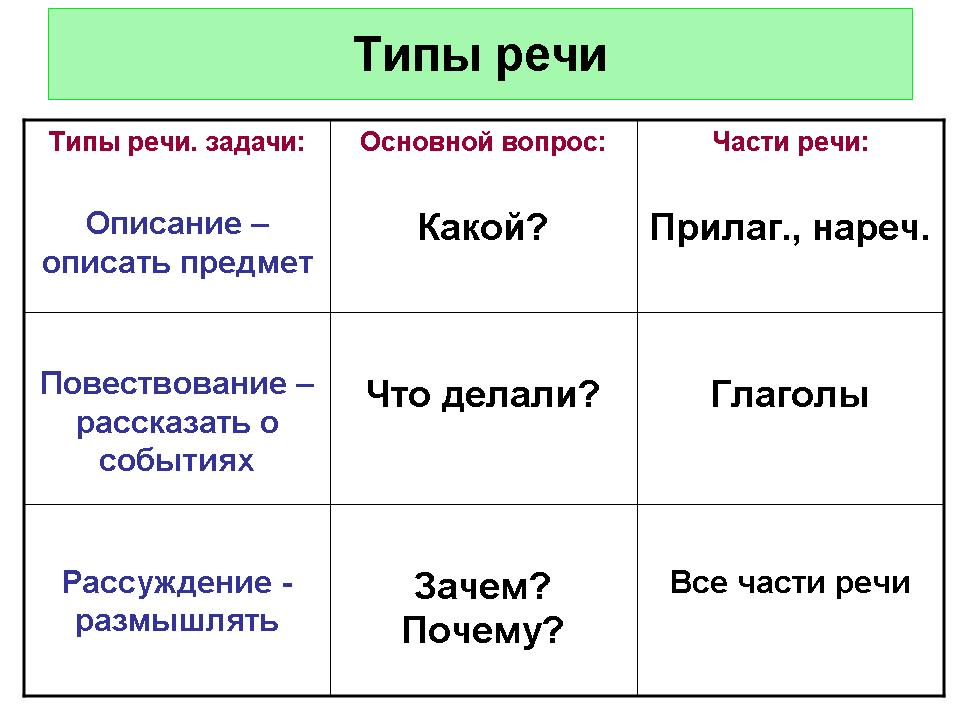 Типы речи
Типы речи. задачи:
Основной вопрос:
Части речи:
Описание –
описать предмет
Какой?
Прилаг., нареч.
Повествование –
рассказать о
событиях
Что делали?
Глаголы
Рассуждение -
размышлять
Зачем?
Почему?
Все части речи